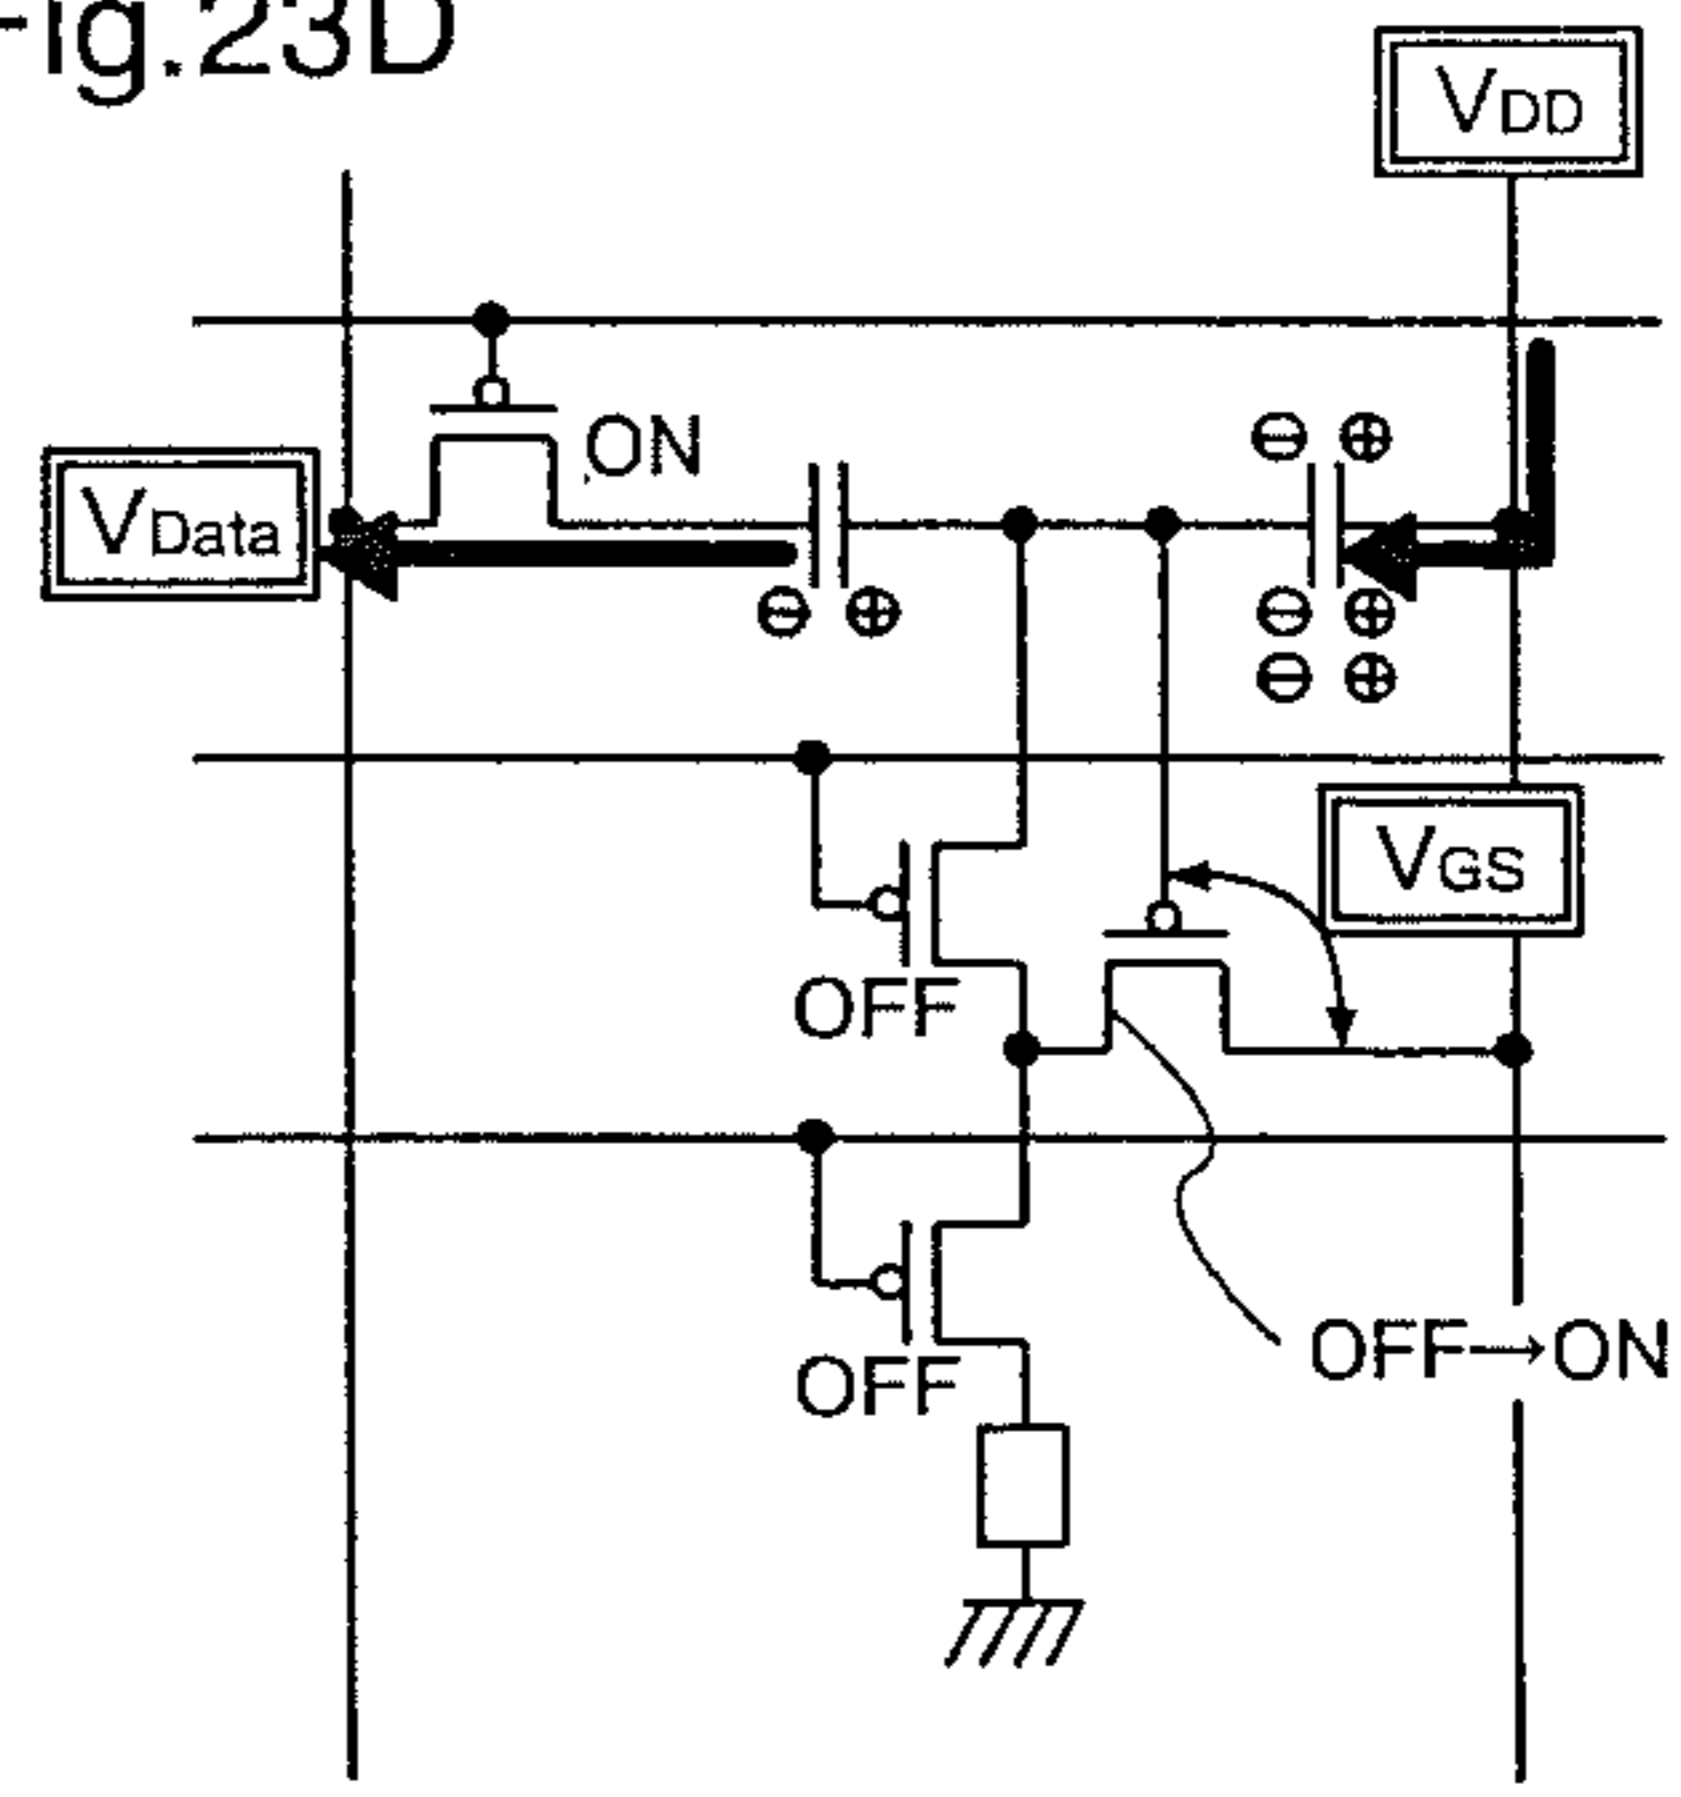 Fig.23D
VDD
ON
VData
⊖ ⊕
⊖ ⊕
⊖ ⊕
⊖ ⊕
VGS
OFF
OFF→ON
OFF